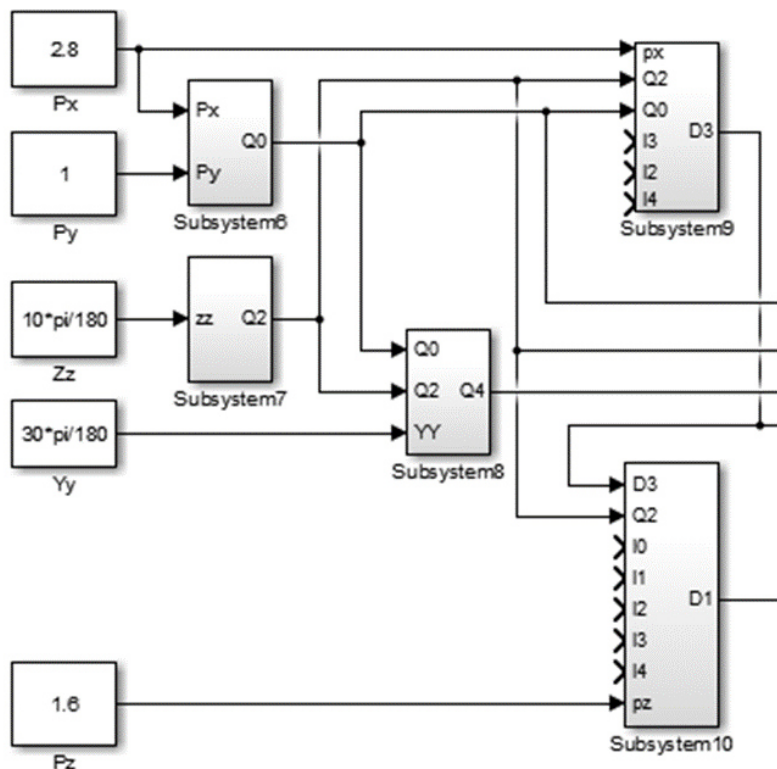 2.8
Px
1
Py
10*pi/180
Zz
30*pi/180
Yy
1.6
Pz
Px
Py
Q0
Subsystem6
zz
Q2
Subsystem7
Q0
Q2
YY
Q4
Subsystem8
px
Q2
Q0
I3
I2
I4
D3
Subsystem9
D3
Q2
I0
I1
I2
I3
I4
pz
D1
Subsystem10